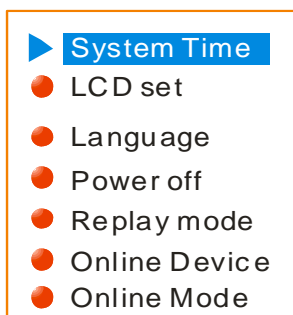 System Time
LCD set
Language
Power off
Replay mode
Online Device
Online Mode